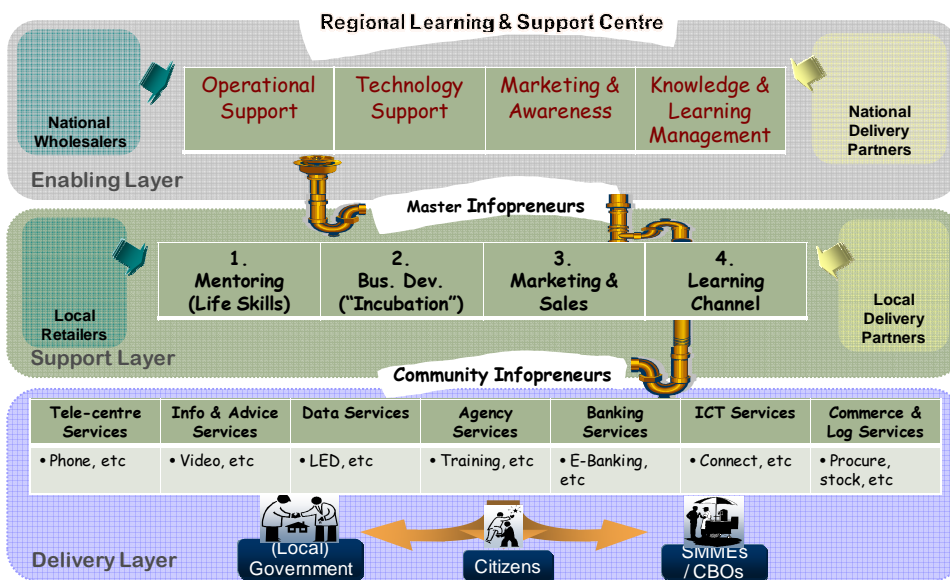 Regional Learning & Support Centre
National
Wholesalers
Operational
Support
Technology
Support
Marketing &
Awareness
Knowledge &
Learning
Management
National
Delivery
Partners
Enabling Layer
Master Infopreneurs
Local
Retailers
1.
Mentoring
(Life Skills)
2.
Bus. Dev.
(“Incubation”)
3.
Marketing &
Sales
4.
Learning
Channel
Local
Delivery
Partners
Support Layer
Community Infopreneurs
Tele-centre
Services
Info & Advice
Services
Data Services
Agency
Services
Banking
Services
ICT Services
Commerce &
Log Services
• Phone, etc
• Video, etc
• LED, etc
• Training, etc
• E-Banking,
etc
• Connect, etc
• Procure,
stock, etc
Delivery Layer
(Local)
Government
Citizens
SMMEs
/ CBOs